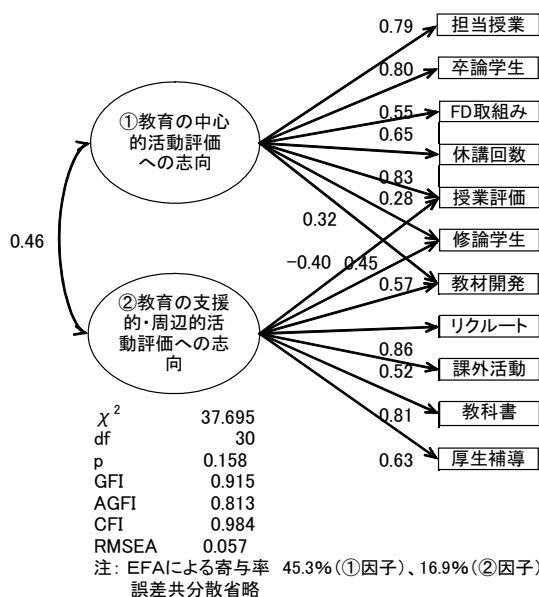 0.79
担当授業
0.80
卒論学生
0.55
FD取組み
0.65
休講回数
0.83
0.28
授業評価
0.32
修論学生
-0.40 0.45
0.57
教材開発
リクルート
0.86
0.52
課外活動
0.81
教科書
0.63
厚生補導
①教育の中心
的活動評価
への志向
0.46
②教育の支援
的・周辺的活
動評価への志
向
χ² 37.695
df 30
p 0.158
GFI 0.915
AGFI 0.813
CFI 0.984
RMSEA 0.057
注: EFAによる寄与率 45.3%(①因子)、16.9%(②因子)
誤差共分散省略